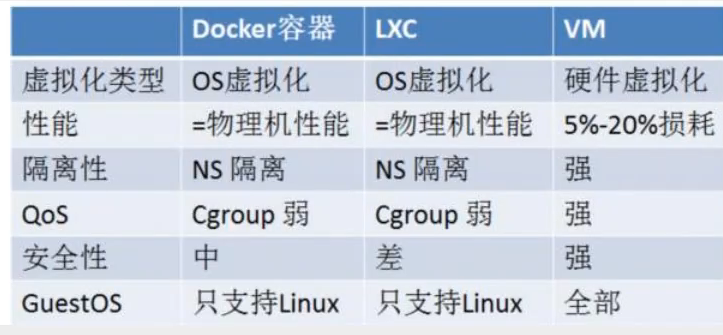 Docker容器 LXC VM
虚拟化类型 OS虚拟化 OS虚拟化 硬件虚拟化
性能 =物理机性能 =物理机性能 5%-20%损耗
隔离性 NS 隔离 NS 隔离 强
QoS Cgroup 弱 Cgroup 弱 强
安全性 中 差 强
GuestOS 只支持Linux 只支持Linux 全部